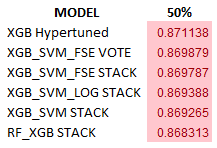 MODEL 50%
XGB Hypertuned 0.871138
XGB_SVM_FSE VOTE 0.869879
XGB_SVM_FSE STACK 0.869787
XGB_SVM_LOG STACK 0.869388
XGB_SVM STACK 0.869265
RF_XGB STACK 0.868313